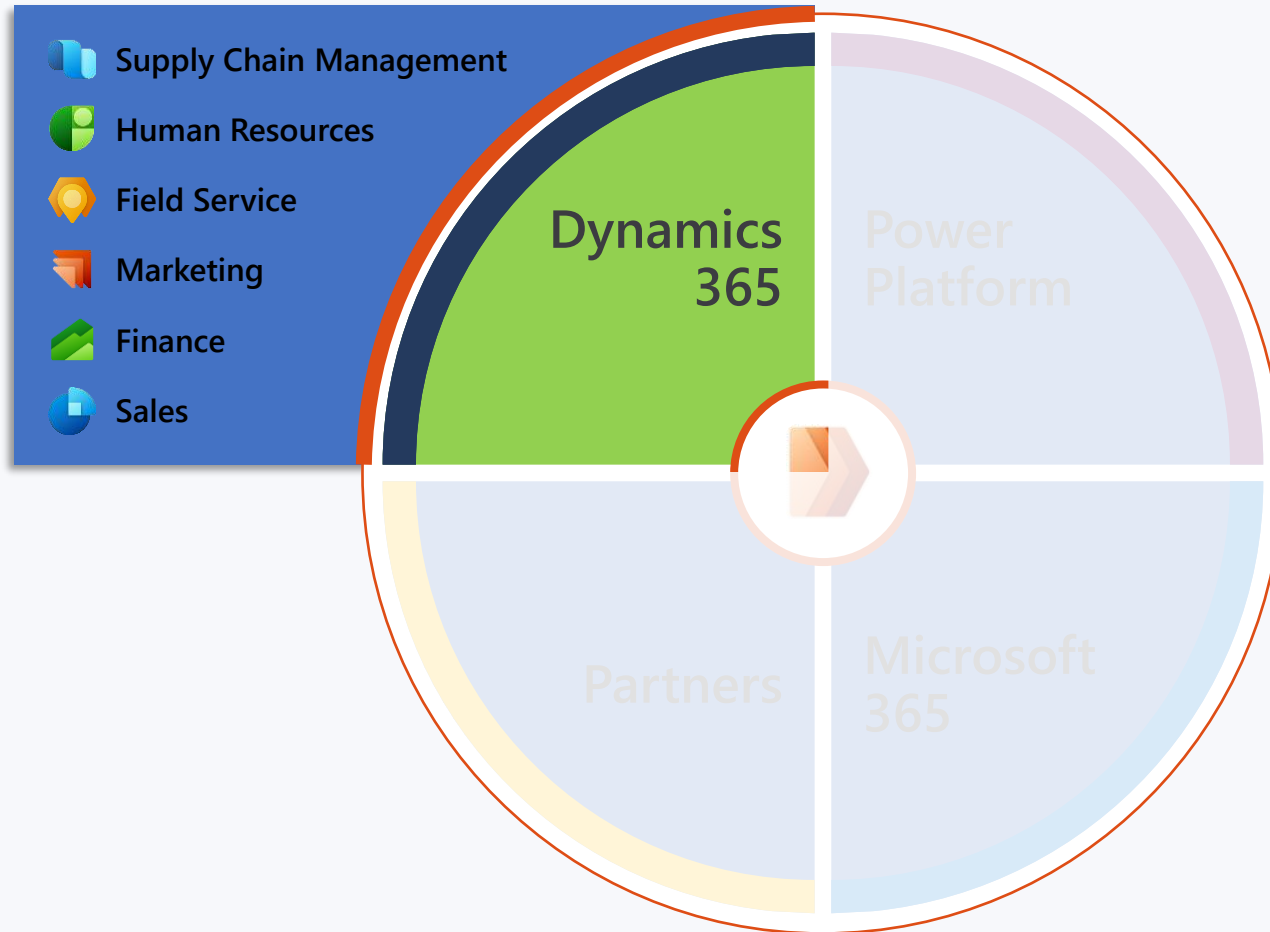 Supply Chain Management
Human Resources
Field Service
Marketing
Finance
Sales
Dynamics
365
Power
Platform
Partners
Microsoft
365